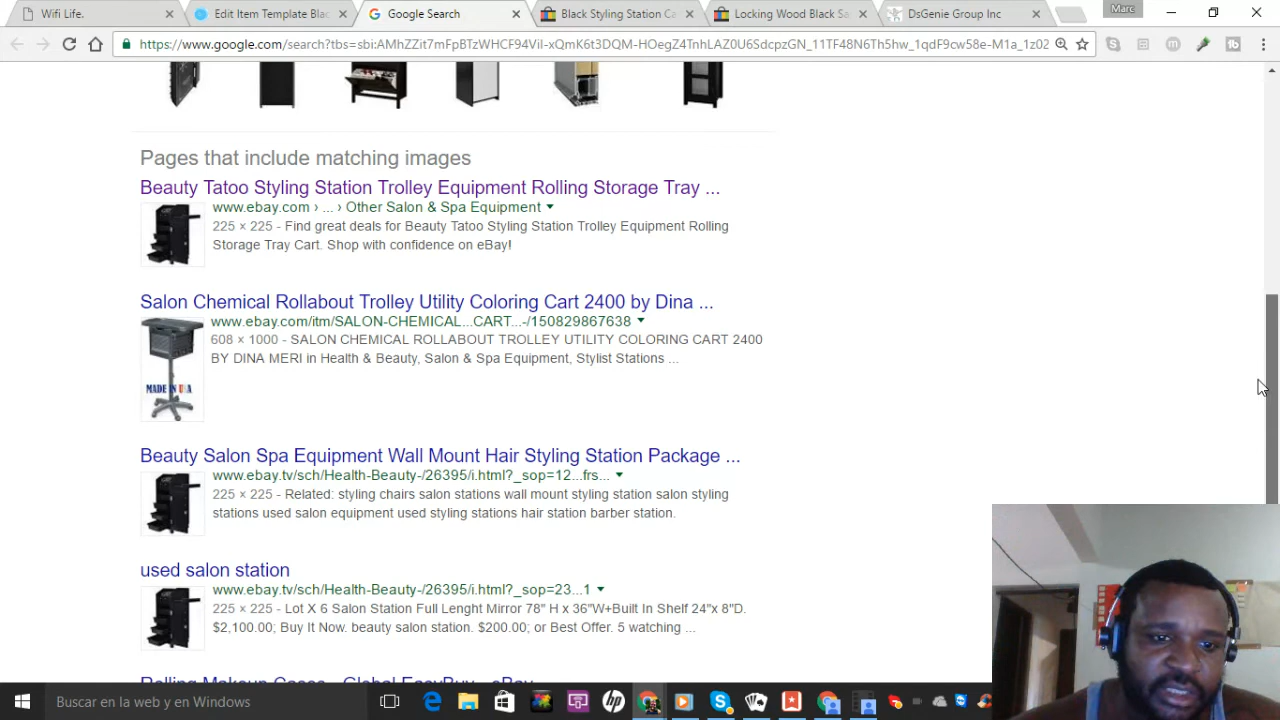 Wifi Life.
Edit Item Template Blac
Google Search
Black Styling Station Ca
Locking Wood Black Sa
DsGenie Group Inc
Marc
https://www.google.com/search?tbs=sbi:AMhZZit7mFpBTzWHCF94ViI-xQmK6t3DQM-HOegZ4TnhLAZ0U6SdcpzGN_11TF48N6Th5hw_1qdF9cw58e-M1a_1z02
Pages that include matching images
Beauty Tatoo Styling Station Trolley Equipment Rolling Storage Tray ...
www.ebay.com › ... › Other Salon & Spa Equipment
225 × 225 - Find great deals for Beauty Tatoo Styling Station Trolley Equipment Rolling
Storage Tray Cart. Shop with confidence on eBay!
Salon Chemical Rollabout Trolley Utility Coloring Cart 2400 by Dina ...
www.ebay.com/itm/SALON-CHEMICAL...CART...-/150829867638
608 × 1000 - SALON CHEMICAL ROLLABOUT TROLLEY UTILITY COLORING CART 2400
BY DINA MERI in Health & Beauty, Salon & Spa Equipment, Stylist Stations ...
MADE IN USA
Beauty Salon Spa Equipment Wall Mount Hair Styling Station Package ...
www.ebay.tv/sch/Health-Beauty-/26395/i.html?_sop=12...frs...
225 × 225 - Related: styling chairs salon stations wall mount styling station salon styling
stations used salon equipment used styling stations hair station barber station.
used salon station
www.ebay.tv/sch/Health-Beauty-/26395/i.html?_sop=23...1
225 × 225 - Lot X 6 Salon Station Full Lenght Mirror 78" H x 36"W+Built In Shelf 24"x 8"D.
$2,100.00; Buy It Now. beauty salon station. $200.00; or Best Offer. 5 watching ...
Rolling Makeup Cases - Global EasyBuy - eBay
Buscar en la web y en Windows